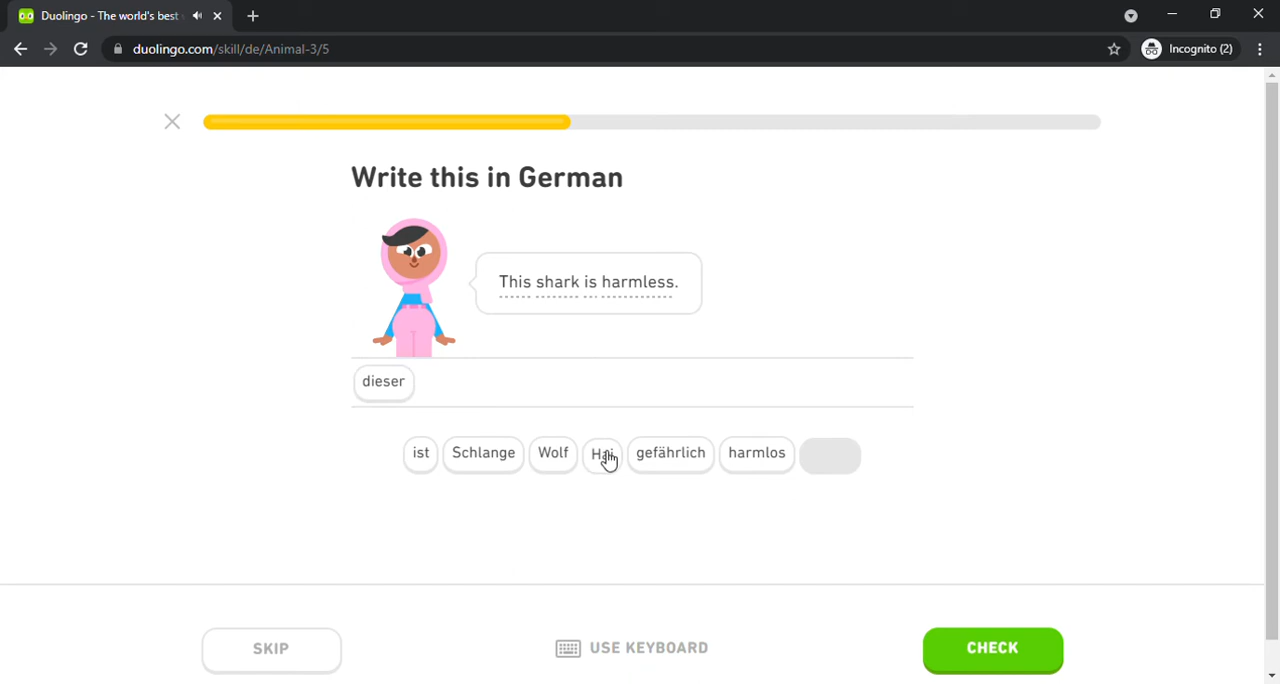 Duolingo - The world's best
duolingo.com/skill/de/Animal-3/5
Incognito (2)
Write this in German
This shark is harmless.
dieser
ist Schlange Wolf Hai gefährlich harmlos
SKIP USE KEYBOARD CHECK